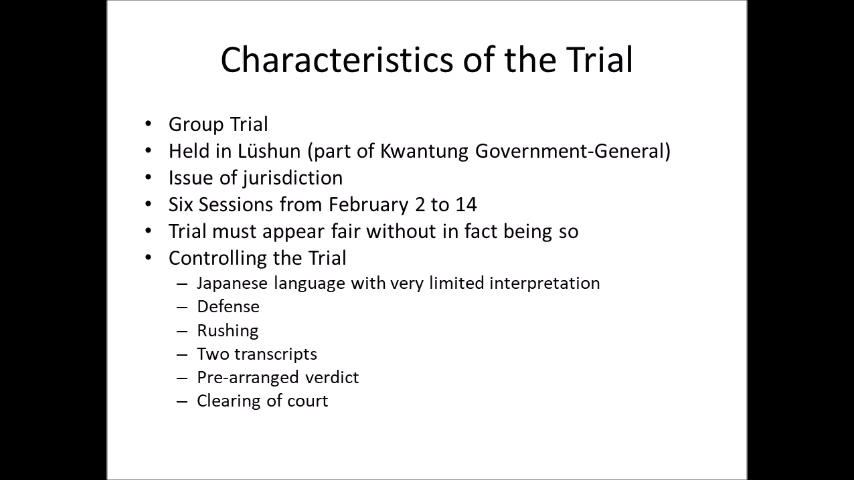 Characteristics of the Trial
• Group Trial
• Held in Lüshun (part of Kwantung Government-General)
• Issue of jurisdiction
• Six Sessions from February 2 to 14
• Trial must appear fair without in fact being so
• Controlling the Trial
– Japanese language with very limited interpretation
– Defense
– Rushing
– Two transcripts
– Pre-arranged verdict
– Clearing of court